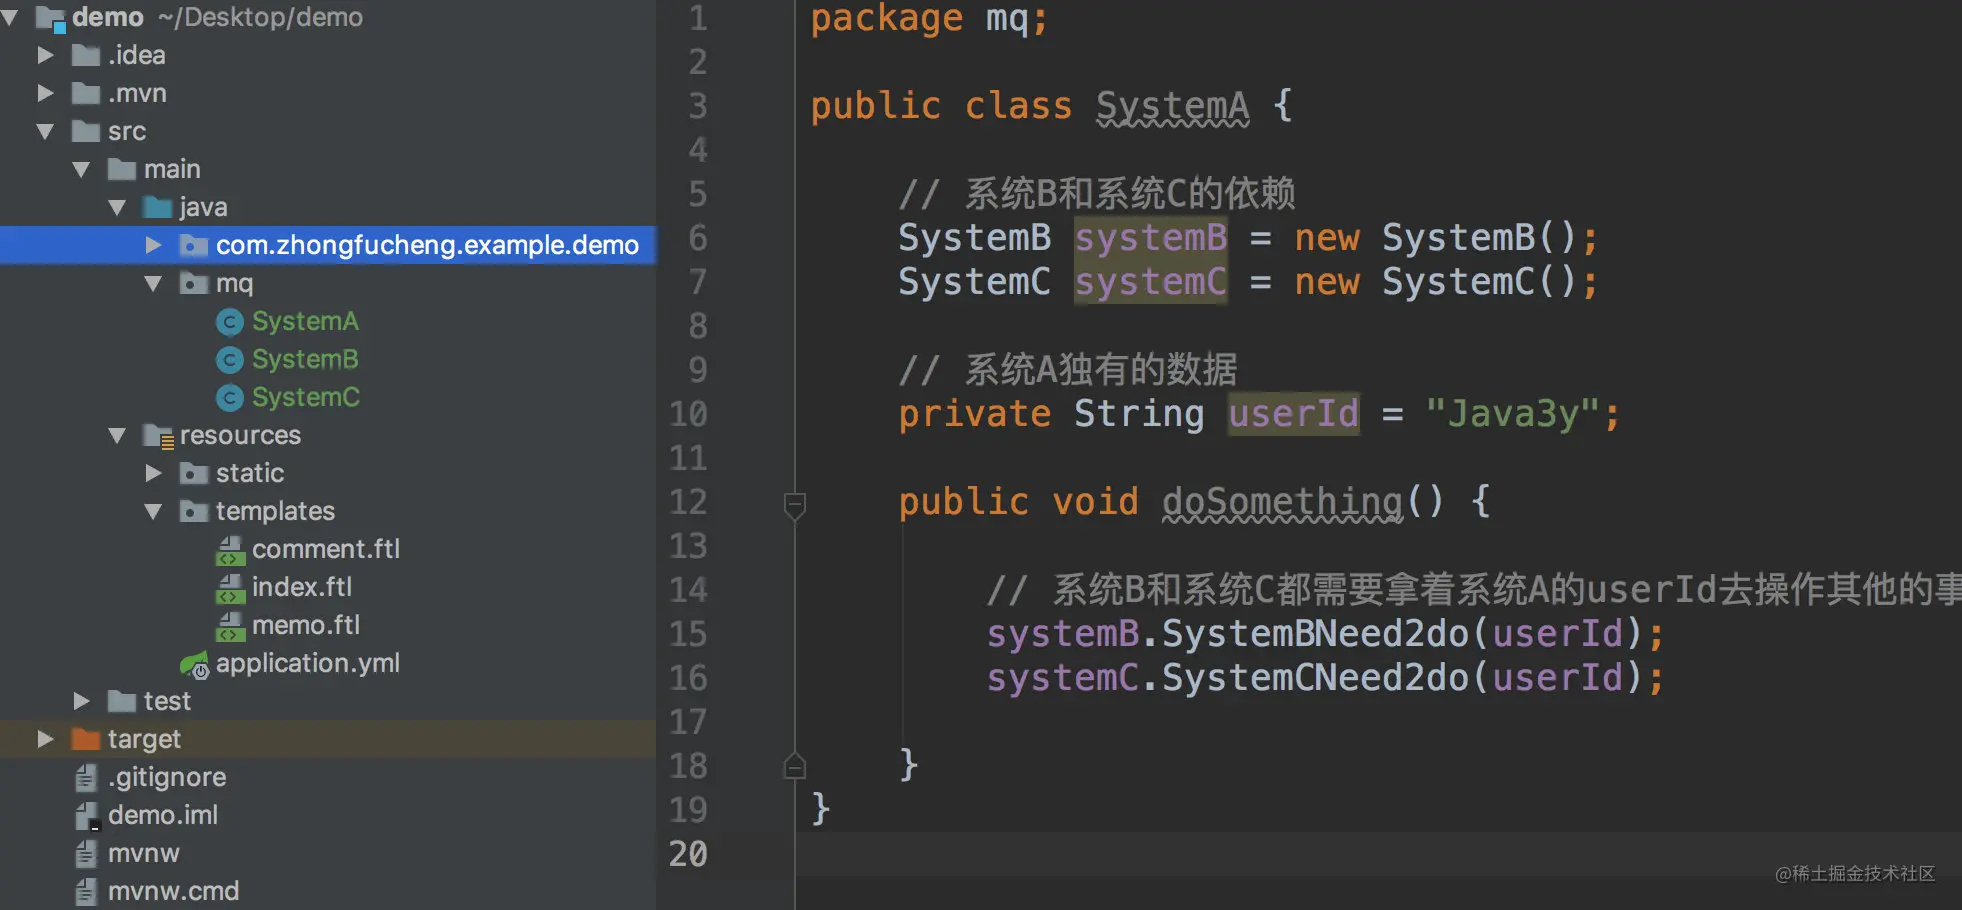 demo ~/Desktop/demo
.idea
.mvn
src
main
java
com.zhongfucheng.example.demo
mq
SystemA
SystemB
SystemC
resources
static
templates
comment.ftl
index.ftl
memo.ftl
application.yml
test
target
.gitignore
demo.iml
mvnw
mvnw.cmd
1 package mq;
2
3 public class SystemA {
4
5 // 系统B和系统C的依赖
6 SystemB systemB = new SystemB();
7 SystemC systemC = new SystemC();
8
9 // 系统A独有的数据
10 private String userId = "Java3y";
11
12 public void doSomething() {
13
14 // 系统B和系统C都需要拿着系统A的userId去操作其他的事
15 systemB.SystemBNeed2do(userId);
16 systemC.SystemCNeed2do(userId);
17
18 }
19 }
20
@稀土掘金技术社区